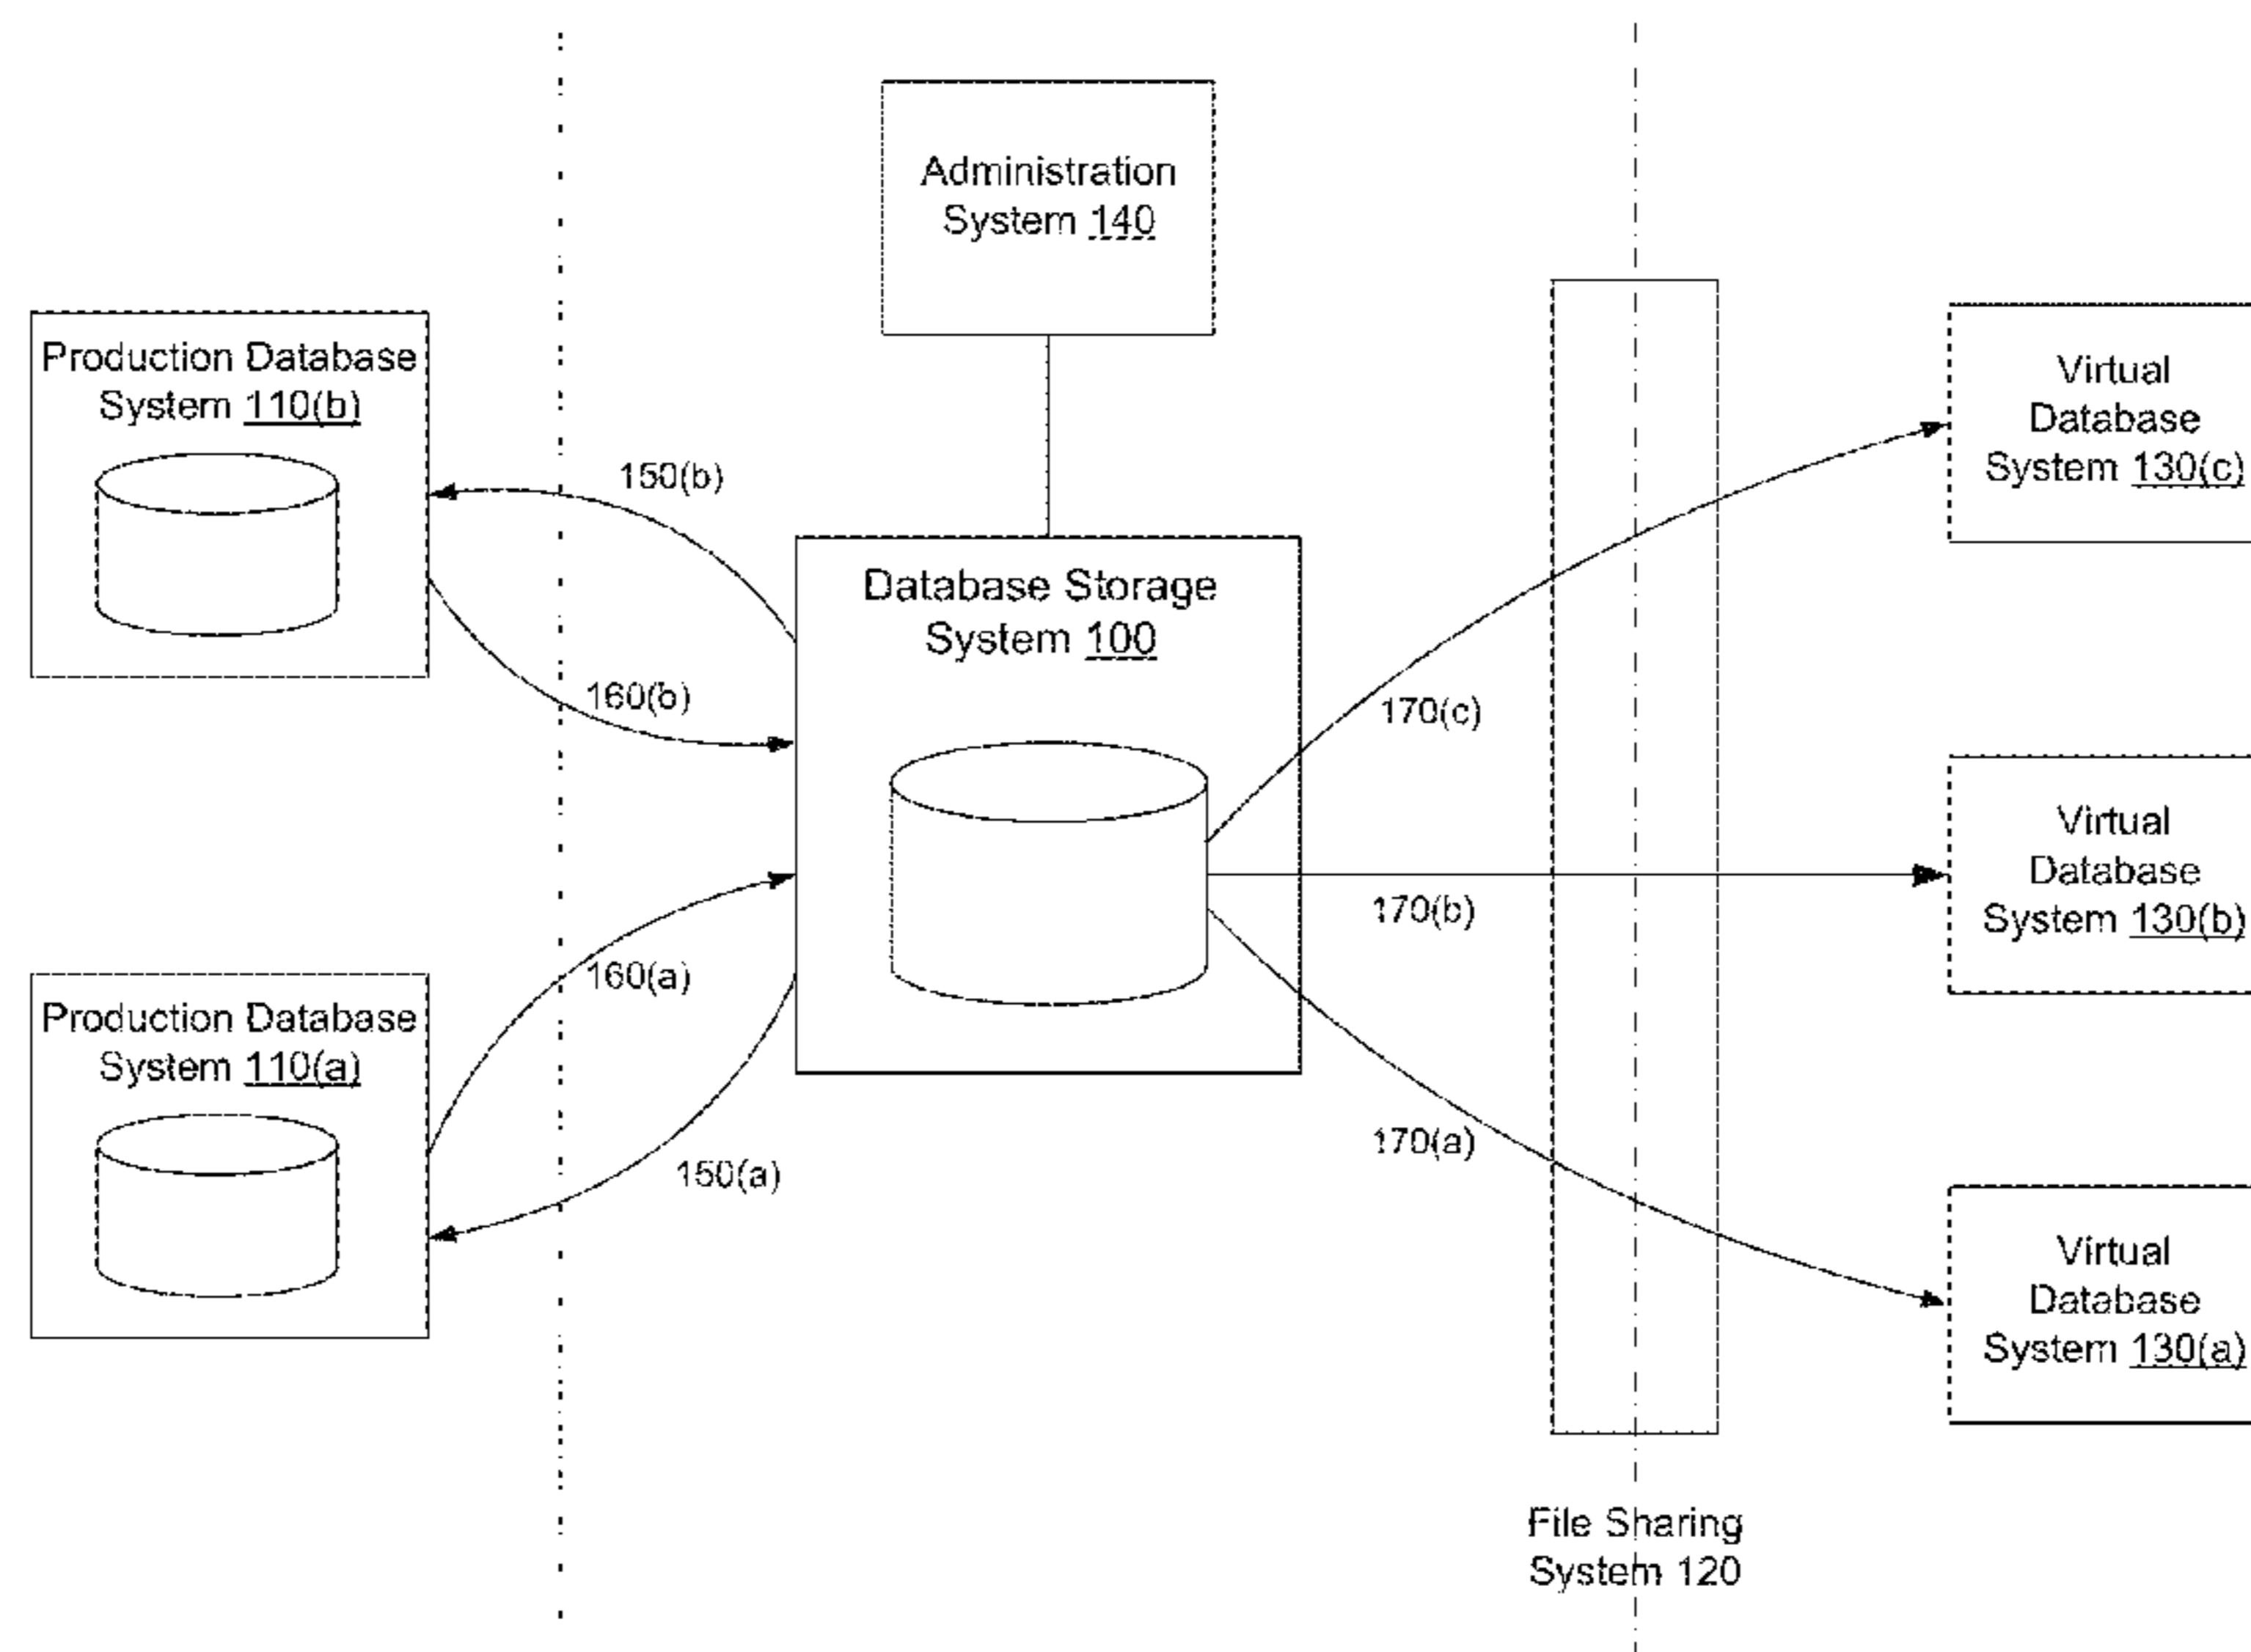 Administration
System 140
Production Database
System 110(b)
Virtual
Database
System 130(c)
150(b)
Database Storage
System 100
160(b)
170(c)
Virtual
Database
System 130(b)
170(b)
160(a)
Production Database
System 110(a)
170(a)
150(a)
Virtual
Database
System 130(a)
File Sharing
System 120